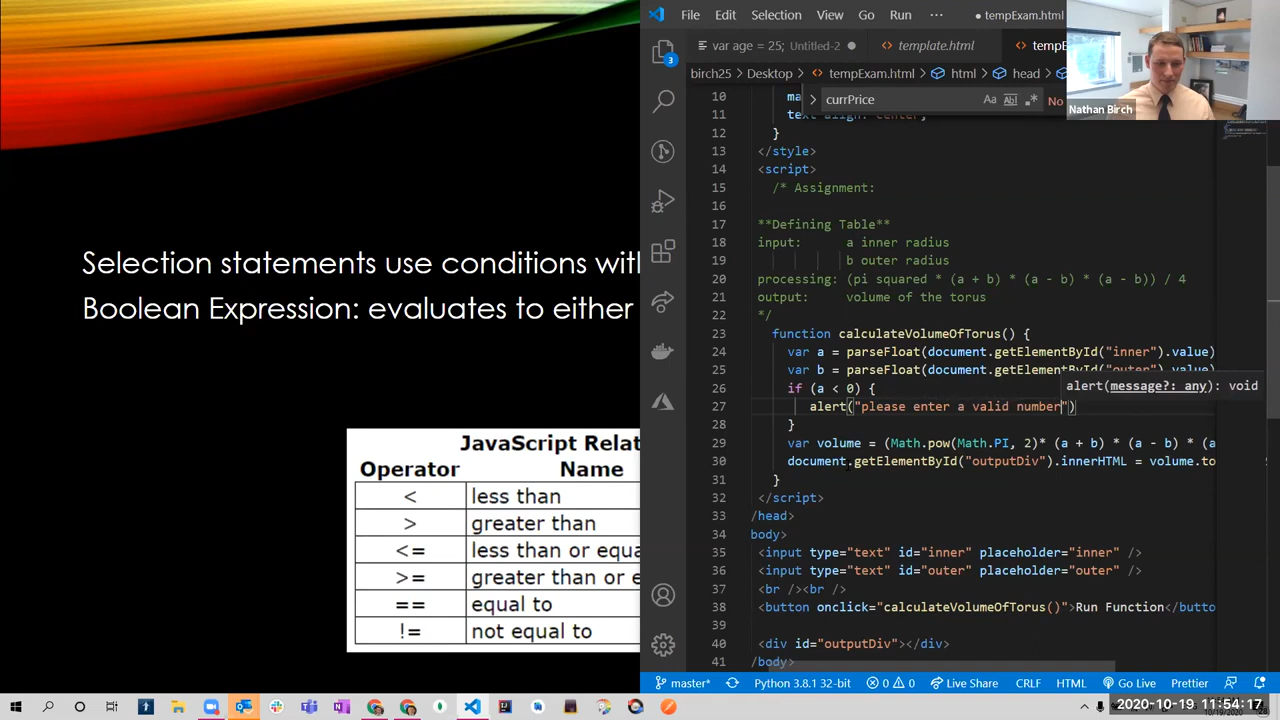 File Edit Selection View Go Run ··· ● tempExam.html
var age = 25; Untitled-2
template.html
tempE
birch25 > Desktop > tempExam.html > html > head >
currPrice Aa Abl .* No
Nathan Birch
3
10 ma
11 text-align: center;
12 }
13 </style>
14 <script>
15 /* Assignment:
16
17 **Defining Table**
18 input: a inner radius
19 b outer radius
20 processing: (pi squared * (a + b) * (a - b) * (a - b)) / 4
21 output: volume of the torus
22 */
23 function calculateVolumeOfTorus() {
24 var a = parseFloat(document.getElementById("inner").value)
25 var b = parseFloat(document.getElementById("outer").value)
26 if (a < 0) {
alert(message?: any): void
27 alert("please enter a valid number")
28 }
29 var volume = (Math.pow(Math.PI, 2)* (a + b) * (a - b) * (a
30 document.getElementById("outputDiv").innerHTML = volume.to
31 }
32 </script>
33 /head>
34 body>
35 <input type="text" id="inner" placeholder="inner" />
36 <input type="text" id="outer" placeholder="outer" />
37 <br /><br />
38 <button onclick="calculateVolumeOfTorus()">Run Function</butto
39
40 <div id="outputDiv"></div>
41 /body>
Selection statements use conditions with
Boolean Expression: evaluates to either
JavaScript Relat
Operator Name
< less than
> greater than
<= less than or equa
>= greater than or e
== equal to
!= not equal to
master* Python 3.8.1 32-bit 0 0 Live Share CRLF HTML Go Live Prettier
2020-10-19 11:54:17